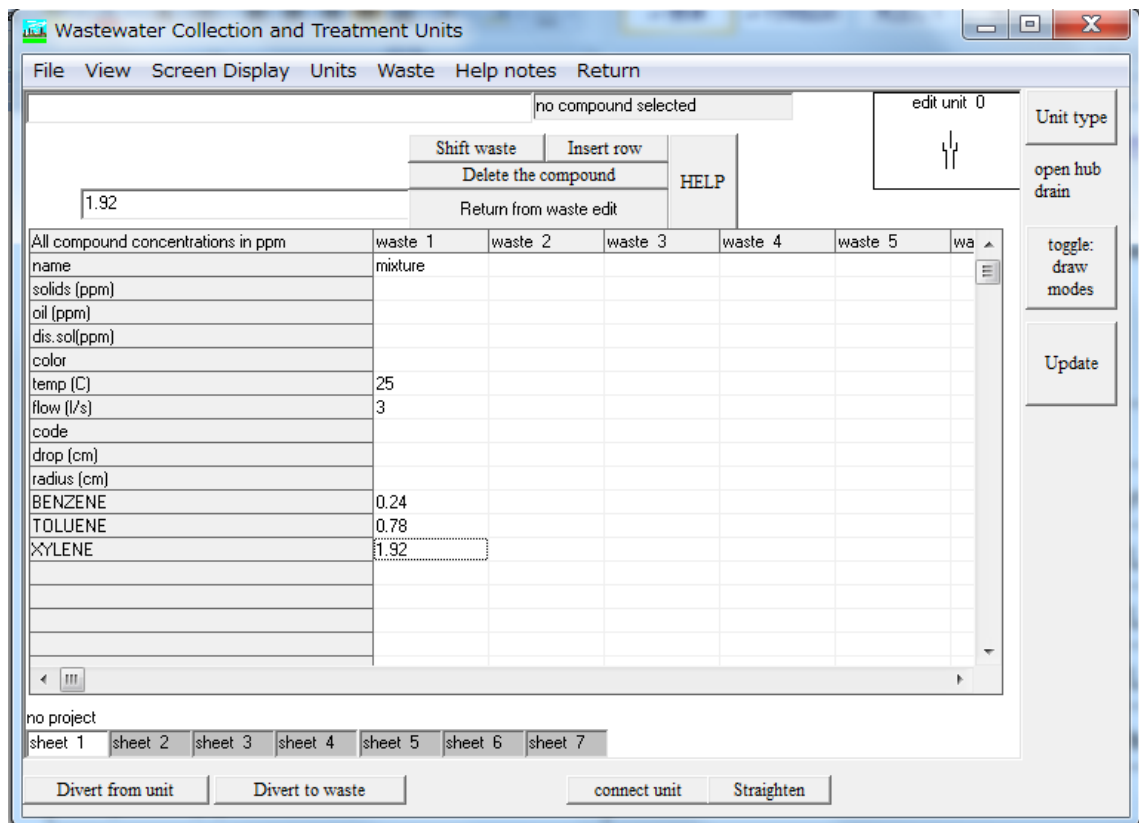 Wastewater Collection and Treatment Units
File View Screen Display Units Waste Help notes Return
no compound selected
edit unit 0
Unit type
open hub
drain
toggle:
draw
modes
Update
Shift waste Insert row
Delete the compound
HELP
Return from waste edit
1.92
All compound concentrations in ppm waste 1 waste 2 waste 3 waste 4 waste 5 wa
name mixture
solids (ppm)
oil (ppm)
dis.sol(ppm)
color
temp (C) 25
flow (l/s) 3
code
drop (cm)
radius (cm)
BENZENE 0.24
TOLUENE 0.78
XYLENE 1.92
no project
sheet 1 sheet 2 sheet 3 sheet 4 sheet 5 sheet 6 sheet 7
Divert from unit Divert to waste connect unit Straighten